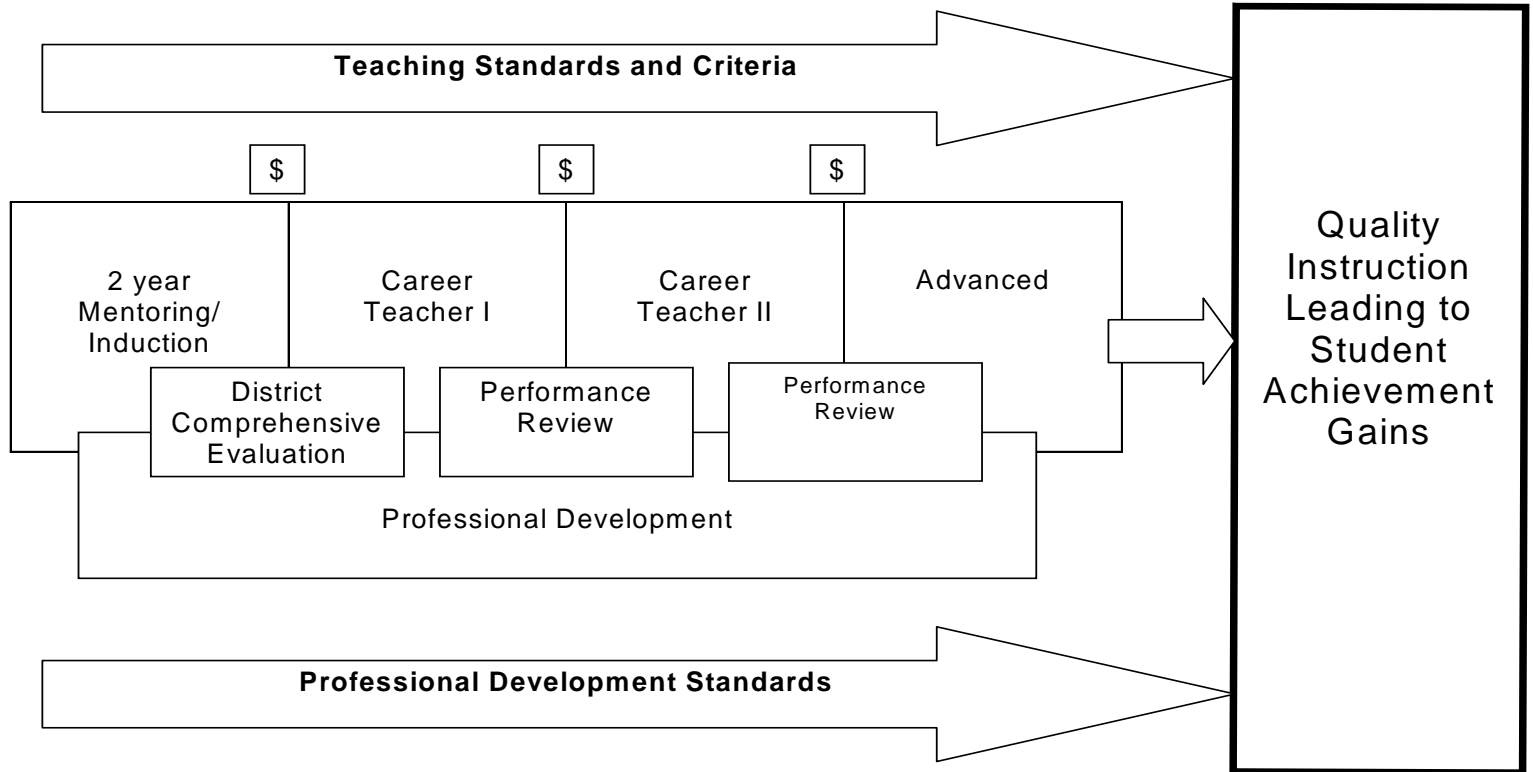 Teaching Standards and Criteria
$
$
$
2 year
Mentoring/
Induction
Career
Teacher I
Career
Teacher II
Advanced
District
Comprehensive
Evaluation
Performance
Review
Performance
Review
Professional Development
Professional Development Standards
Quality
Instruction
Leading to
Student
Achievement
Gains